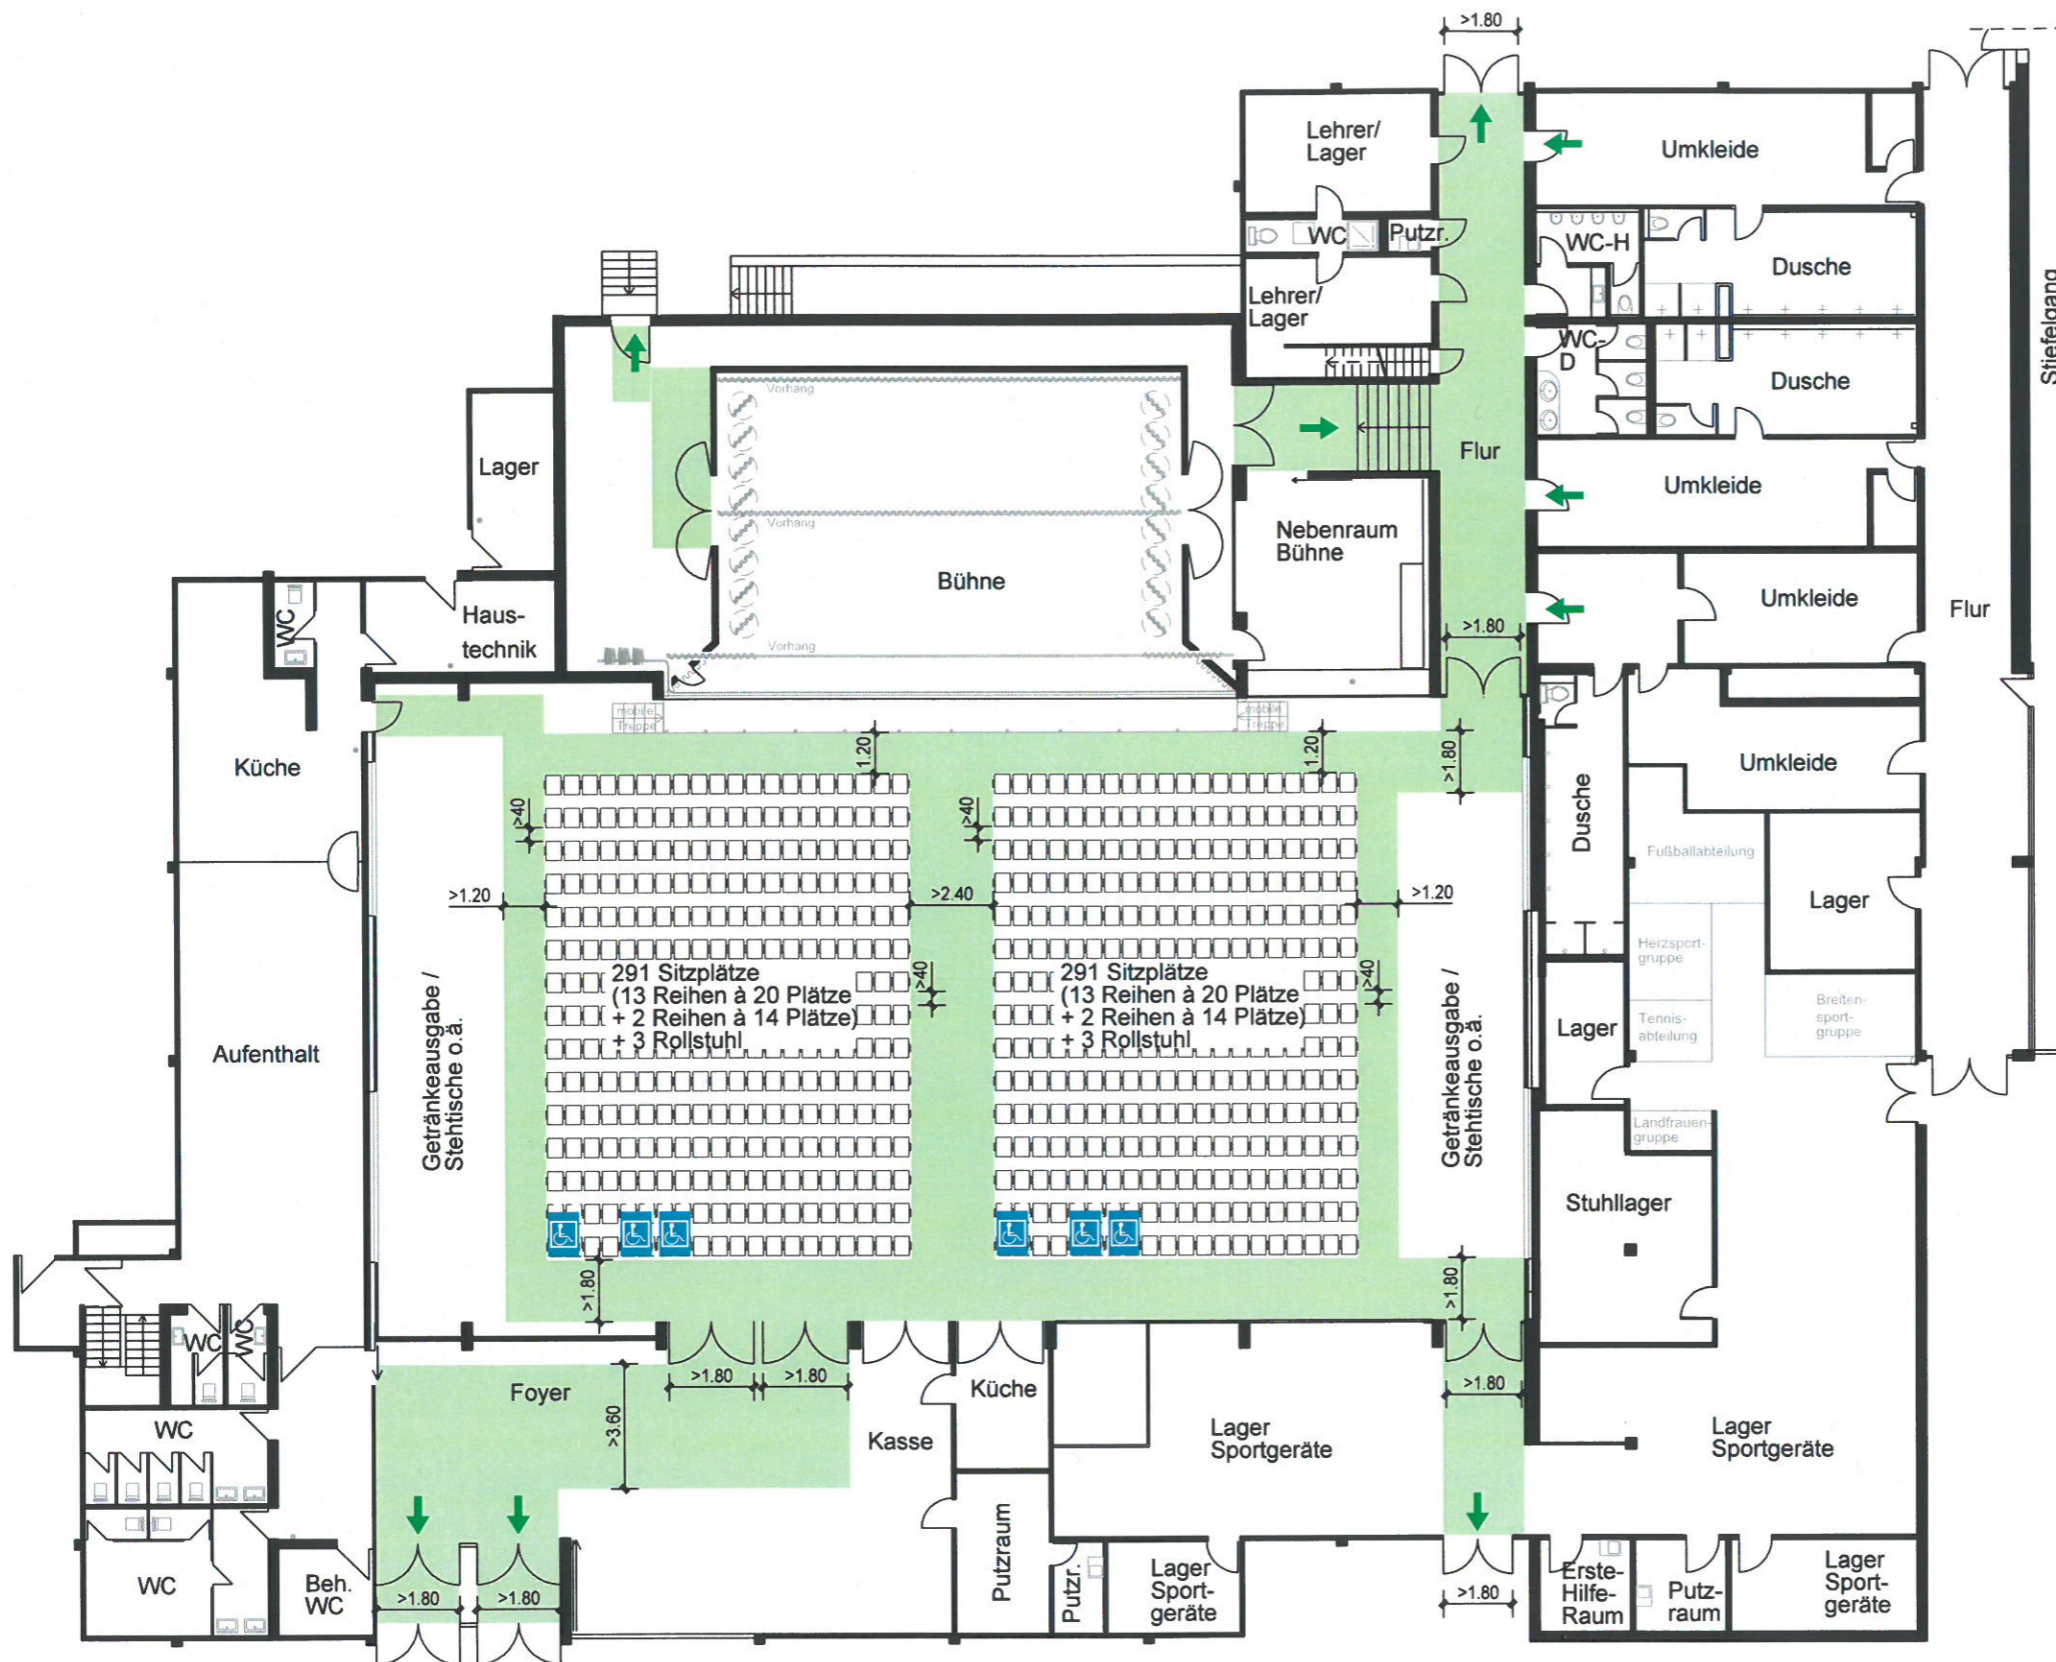 >1.80
Lehrer/
Lager
Umkleide
WC
Putzr.
WC-H
Dusche
Lehrer/
Lager
WC-
D
Dusche
Stiefelgang
Vorhang
Lager
Flur
Umkleide
Vorhang
Nebenraum
Bühne
Bühne
Umkleide
Flur
WC
Haus-
technik
>1.80
Vorhang
mobile
Treppe
mobile
Treppe
1.20
1.20
>1.80
Küche
Umkleide
Dusche
>40
>40
Fußballabteilung
>1.20
>2.40
>1.20
Lager
Herzsport-
gruppe
291 Sitzplätze
(13 Reihen à 20 Plätze
+ 2 Reihen à 14 Plätze)
+ 3 Rollstuhl
>40
291 Sitzplätze
(13 Reihen à 20 Plätze
+ 2 Reihen à 14 Plätze)
+ 3 Rollstuhl
>40
Breiten-
sport-
gruppe
Tennis-
abteilung
Lager
Aufenthalt
Getränkeausgabe /
Stehtische o.ä.
Getränkeausgabe /
Stehtische o.ä.
Landfrauen-
gruppe
Stuhllager
>1.80
>1.80
WC
WC
Foyer
>1.80
>1.80
Küche
>1.80
>3.60
WC
Kasse
Lager
Sportgeräte
Lager
Sportgeräte
Putzraum
WC
Beh.
WC
>1.80
>1.80
Putzr.
Lager
Sport-
geräte
>1.80
Erste-
Hilfe-
Raum
Putz-
raum
Lager
Sport-
geräte